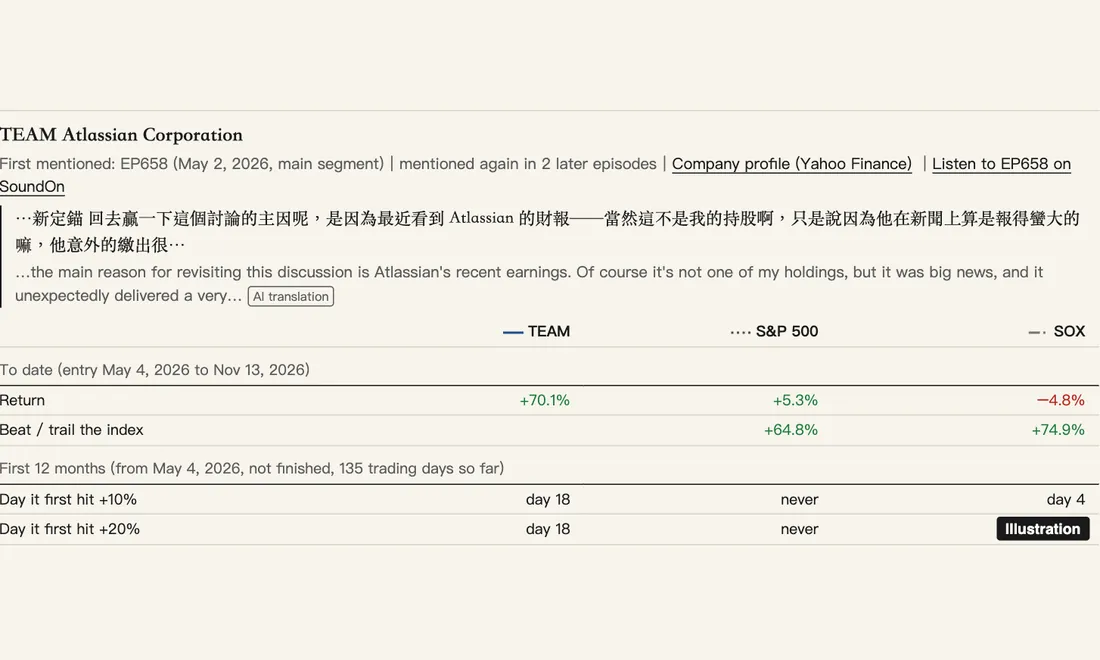 TEAM Atlassian Corporation
First mentioned: EP658 (May 2, 2026, main segment) | mentioned again in 2 later episodes | Company profile (Yahoo Finance) | Listen to EP658 on
SoundOn
…新定錨 回去贏一下這個討論的主因呢，是因為最近看到 Atlassian 的財報——當然這不是我的持股啊，只是說因為他在新聞上算是報得蠻大的
嘛，他意外的繳出很…
…the main reason for revisiting this discussion is Atlassian's recent earnings. Of course it's not one of my holdings, but it was big news, and it
unexpectedly delivered a very… AI translation
TEAM S&P 500 SOX
To date (entry May 4, 2026 to Nov 13, 2026)
Return +70.1% +5.3% −4.8%
Beat / trail the index +64.8% +74.9%
First 12 months (from May 4, 2026, not finished, 135 trading days so far)
Day it first hit +10% day 18 never day 4
Day it first hit +20% day 18 never Illustration